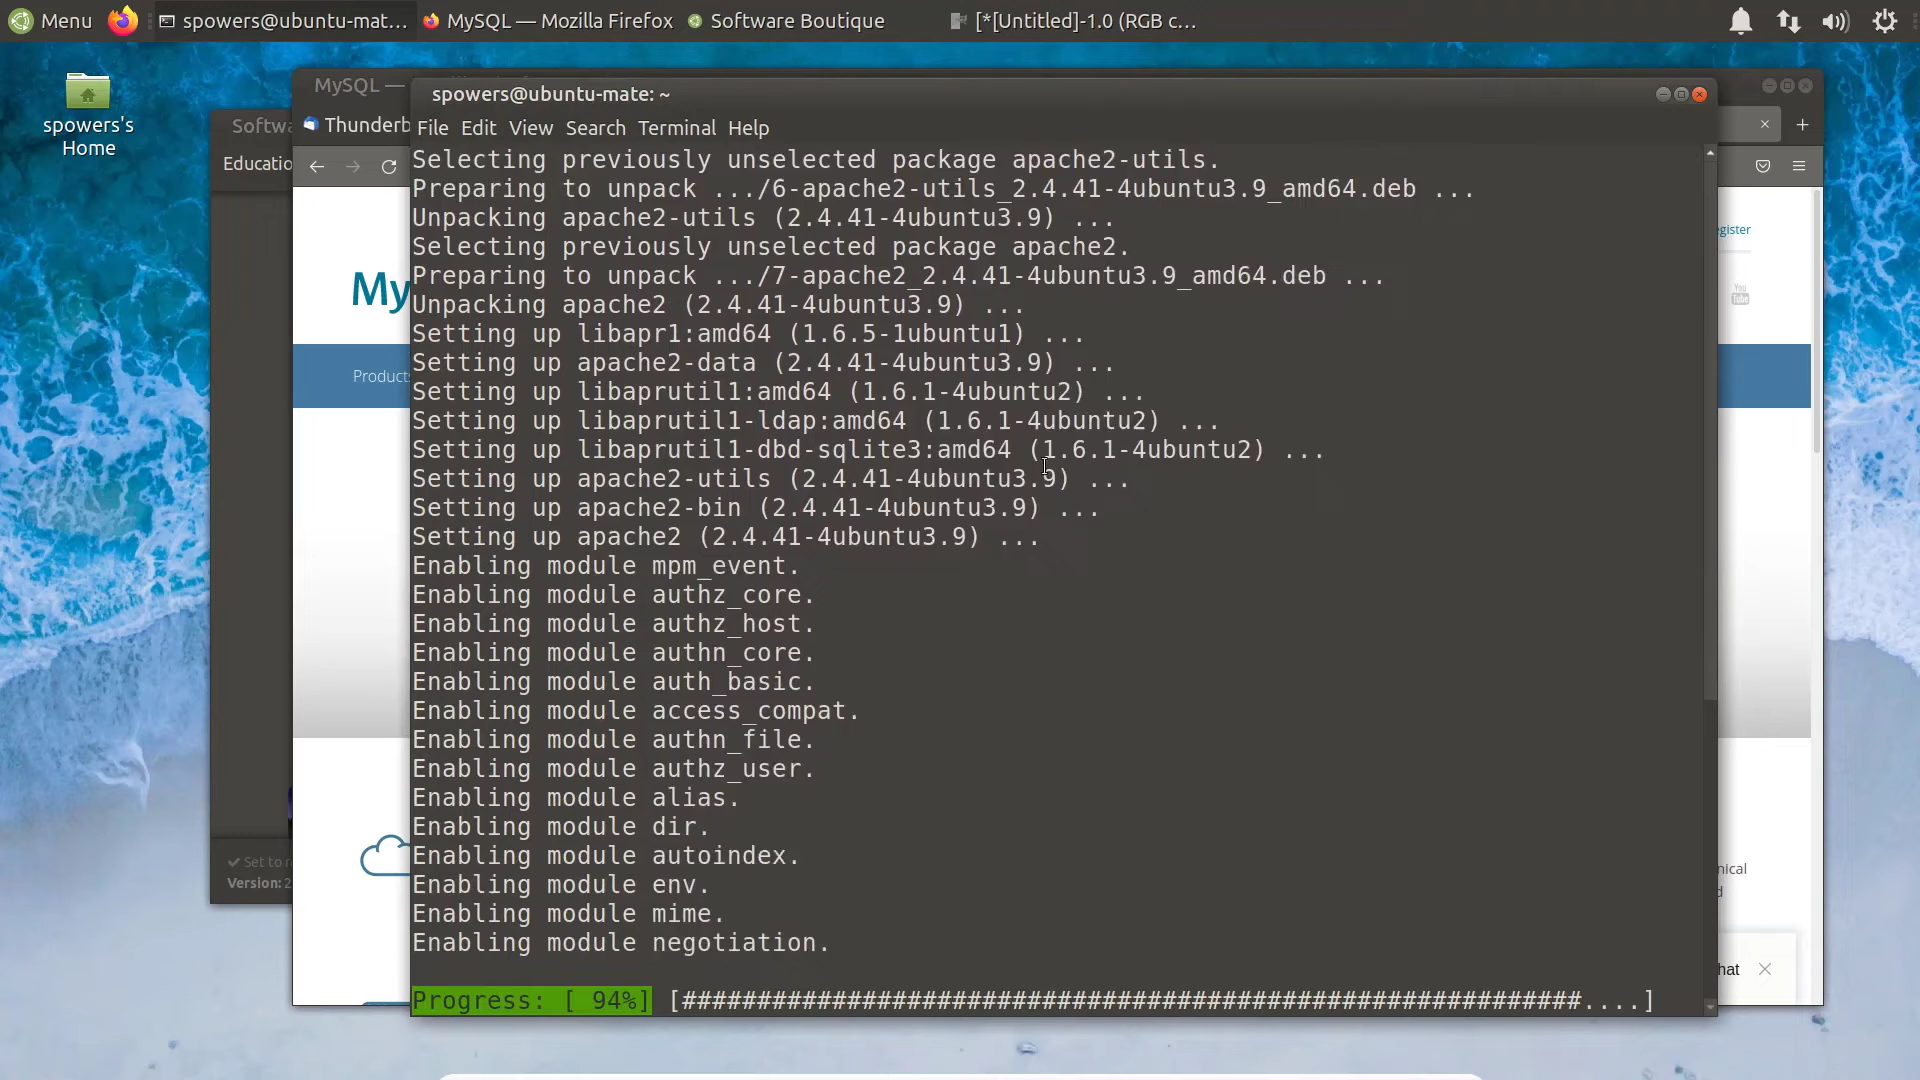 Menu
spowers@ubuntu-mat...
MySQL — Mozilla Firefox
Software Boutique
[*[Untitled]-1.0 (RGB c...
spowers's
Home
MySQL —
Softwa
Thunderb
Educatio
egister
You
Tube
My
Products
Set to r
Version: 2
nical
d
hat
spowers@ubuntu-mate: ~
File Edit View Search Terminal Help
Selecting previously unselected package apache2-utils.
Preparing to unpack .../6-apache2-utils_2.4.41-4ubuntu3.9_amd64.deb ...
Unpacking apache2-utils (2.4.41-4ubuntu3.9) ...
Selecting previously unselected package apache2.
Preparing to unpack .../7-apache2_2.4.41-4ubuntu3.9_amd64.deb ...
Unpacking apache2 (2.4.41-4ubuntu3.9) ...
Setting up libapr1:amd64 (1.6.5-1ubuntu1) ...
Setting up apache2-data (2.4.41-4ubuntu3.9) ...
Setting up libaprutil1:amd64 (1.6.1-4ubuntu2) ...
Setting up libaprutil1-ldap:amd64 (1.6.1-4ubuntu2) ...
Setting up libaprutil1-dbd-sqlite3:amd64 (1.6.1-4ubuntu2) ...
Setting up apache2-utils (2.4.41-4ubuntu3.9) ...
Setting up apache2-bin (2.4.41-4ubuntu3.9) ...
Setting up apache2 (2.4.41-4ubuntu3.9) ...
Enabling module mpm_event.
Enabling module authz_core.
Enabling module authz_host.
Enabling module authn_core.
Enabling module auth_basic.
Enabling module access_compat.
Enabling module authn_file.
Enabling module authz_user.
Enabling module alias.
Enabling module dir.
Enabling module autoindex.
Enabling module env.
Enabling module mime.
Enabling module negotiation.
Progress: [ 94%] [############################################################....]